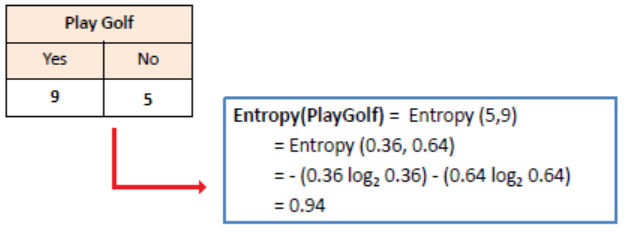 Play Golf
Yes No
9 5
Entropy(PlayGolf) = Entropy (5,9)
= Entropy (0.36, 0.64)
= - (0.36 log₂ 0.36) - (0.64 log₂ 0.64)
= 0.94